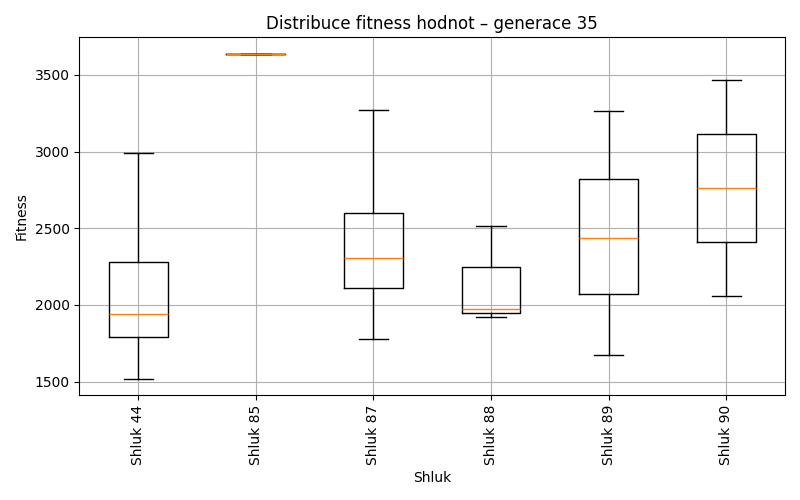 Distribuce fitness hodnot – generace 35
Fitness
3500
3000
2500
2000
1500
Shluk 44
Shluk 85
Shluk 87
Shluk 88
Shluk 89
Shluk 90
Shluk